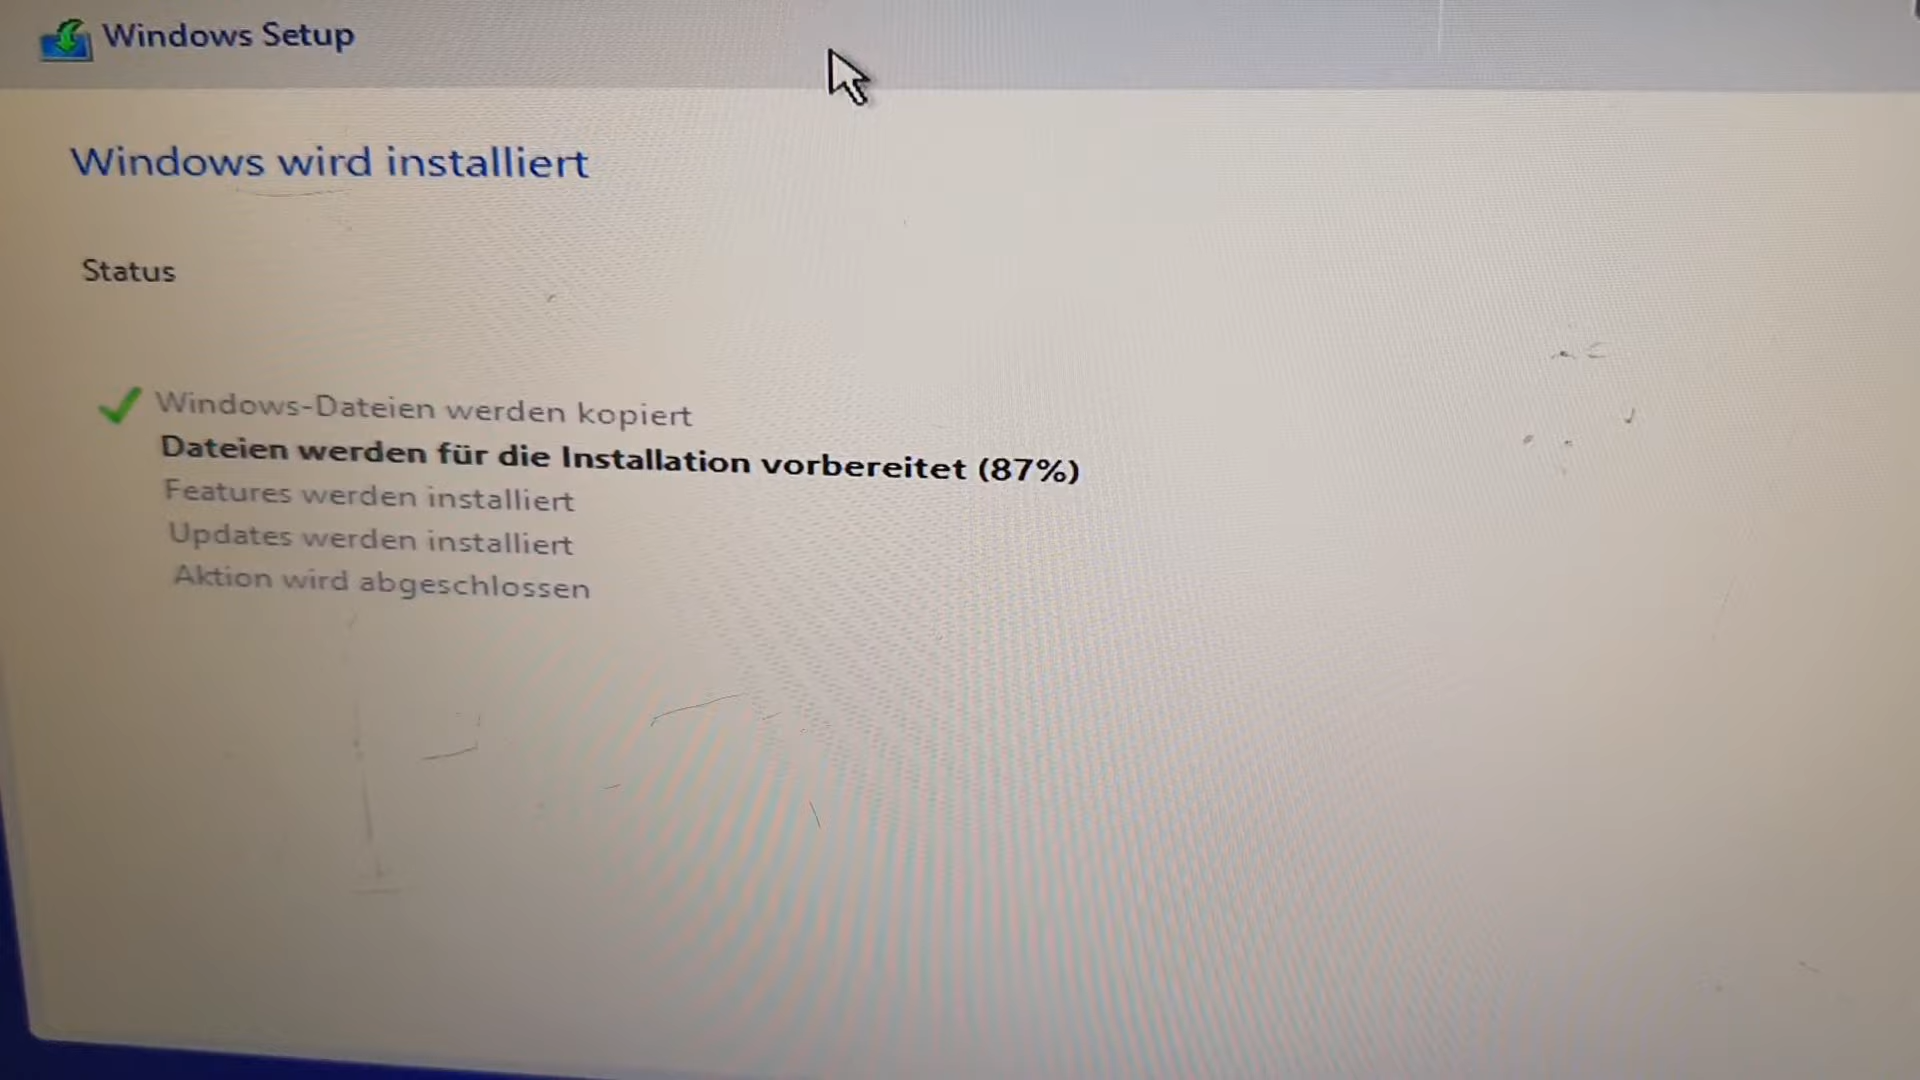 Windows Setup
Windows wird installiert
Status
Windows-Dateien werden kopiert
Dateien werden für die Installation vorbereitet (87%)
Features werden installiert
Updates werden installiert
Aktion wird abgeschlossen